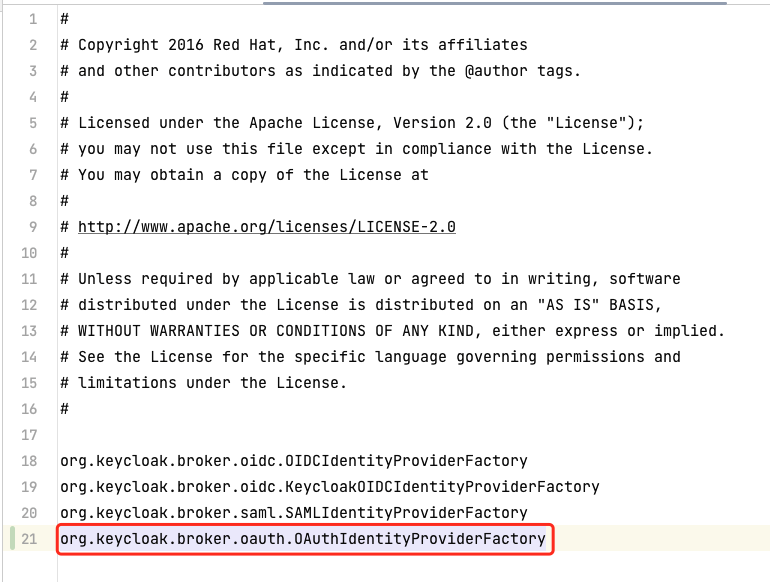 1 #
2 # Copyright 2016 Red Hat, Inc. and/or its affiliates
3 # and other contributors as indicated by the @author tags.
4 #
5 # Licensed under the Apache License, Version 2.0 (the "License");
6 # you may not use this file except in compliance with the License.
7 # You may obtain a copy of the License at
8 #
9 # http://www.apache.org/licenses/LICENSE-2.0
10 #
11 # Unless required by applicable law or agreed to in writing, software
12 # distributed under the License is distributed on an "AS IS" BASIS,
13 # WITHOUT WARRANTIES OR CONDITIONS OF ANY KIND, either express or implied.
14 # See the License for the specific language governing permissions and
15 # limitations under the License.
16 #
17
18 org.keycloak.broker.oidc.OIDCIdentityProviderFactory
19 org.keycloak.broker.oidc.KeycloakOIDCIdentityProviderFactory
20 org.keycloak.broker.saml.SAMLIdentityProviderFactory
21 org.keycloak.broker.oauth.OAuthIdentityProviderFactory